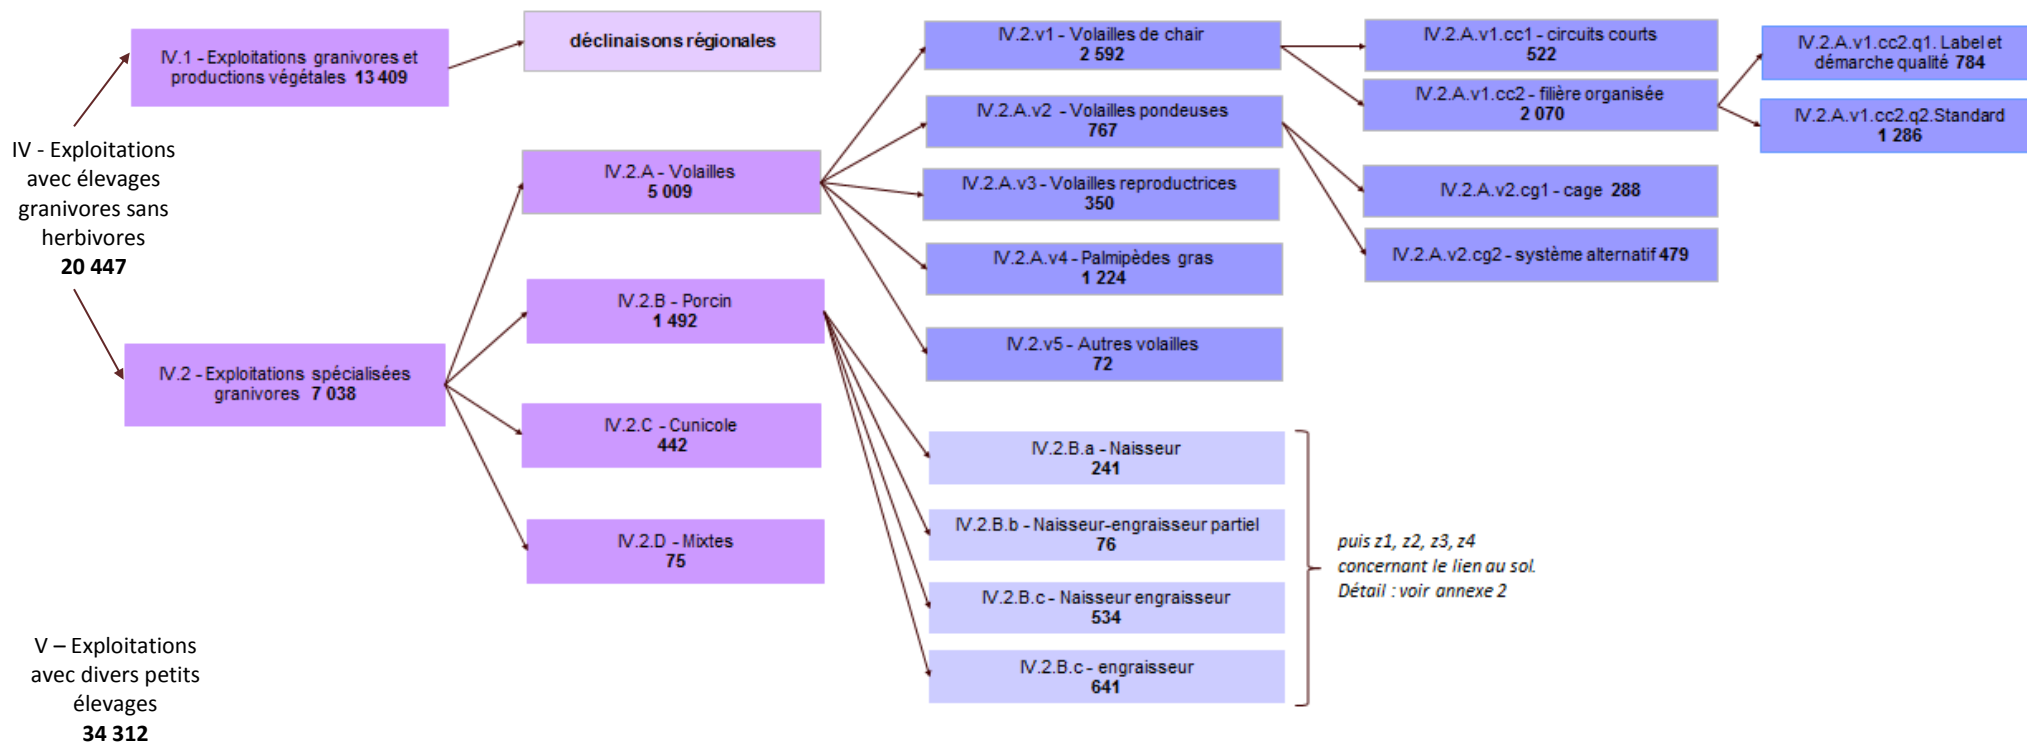 IV - Exploitations
avec élevages
granivores sans
herbivores
20 447
V – Exploitations
avec divers petits
élevages
34 312
IV.1 - Exploitations granivores et
productions végétales 13 409
IV.2 - Exploitations spécialisées
granivores 7 038
déclinaisons régionales
IV.2.A - Volailles
5 009
IV.2.B - Porcin
1 492
IV.2.C - Cunicole
442
IV.2.D - Mixtes
75
IV.2.v1 - Volailles de chair
2 592
IV.2.A.v2 - Volailles pondeuses
767
IV.2.A.v3 - Volailles reproductrices
350
IV.2.A.v4 - Palmipèdes gras
1 224
IV.2.v5 - Autres volailles
72
IV.2.B.a - Naisseur
241
IV.2.B.b - Naisseur-engraisseur partiel
76
IV.2.B.c - Naisseur engraisseur
534
IV.2.B.c - engraisseur
641
IV.2.A.v1.cc1 - circuits courts
522
IV.2.A.v1.cc2 - filière organisée
2 070
IV.2.A.v2.cg1 - cage 288
IV.2.A.v2.cg2 - système alternatif 479
puis z1, z2, z3, z4
concernant le lien au sol.
Détail : voir annexe 2
IV.2.A.v1.cc2.q1. Label et
démarche qualité 784
IV.2.A.v1.cc2.q2.Standard
1 286